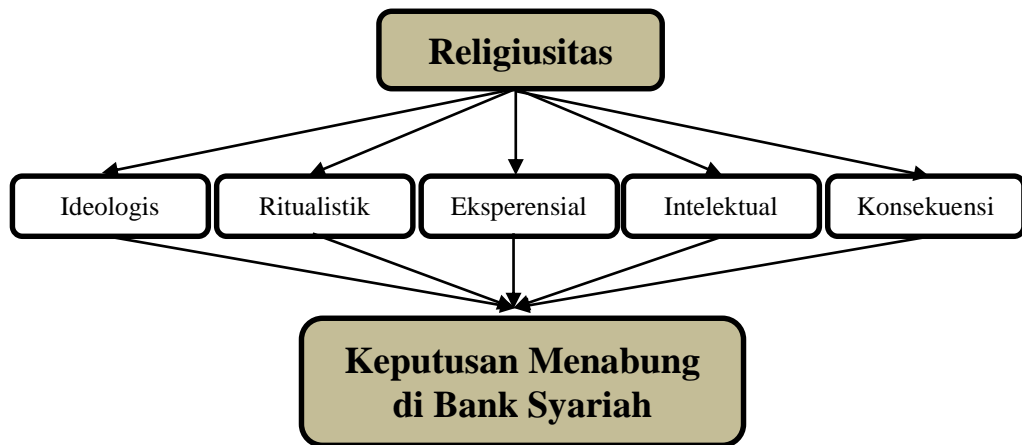 Religiusitas
Ideologis
Ritualistik
Eksperensial
Intelektual
Konsekuensi
Keputusan Menabung
di Bank Syariah